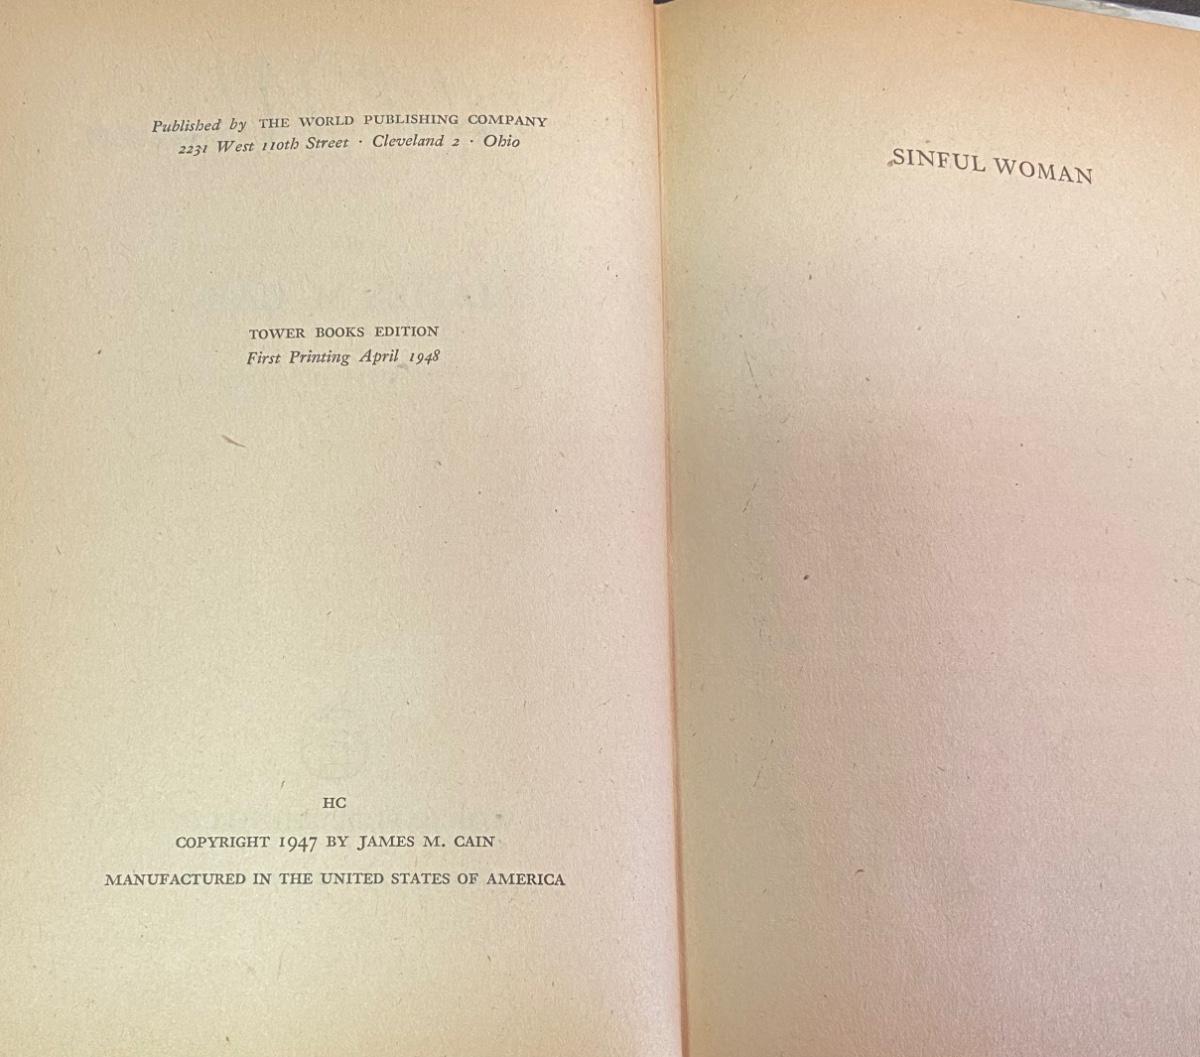 Published by THE WORLD PUBLISHING COMPANY
2231 West 110th Street · Cleveland 2 · Ohio
TOWER BOOKS EDITION
First Printing April 1948
HC
COPYRIGHT 1947 BY JAMES M. CAIN
MANUFACTURED IN THE UNITED STATES OF AMERICA
SINFUL WOMAN